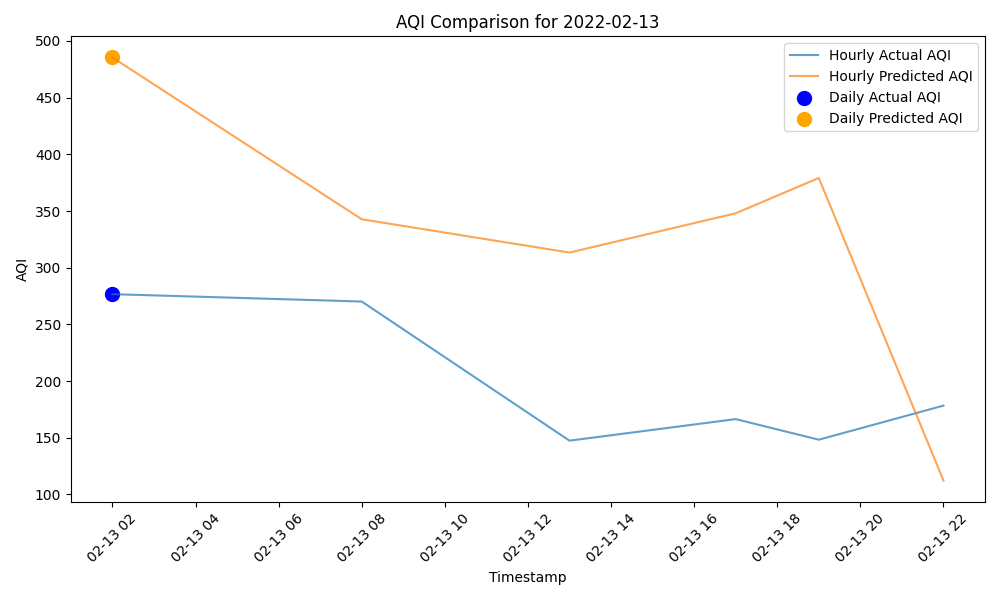 AQI Comparison for 2022-02-13
500
450
400
350
300
250
200
150
100
AQI
Hourly Actual AQI
Hourly Predicted AQI
Daily Actual AQI
Daily Predicted AQI
02-13 02
02-13 04
02-13 06
02-13 08
02-13 10
02-13 12
02-13 14
02-13 16
02-13 18
02-13 20
02-13 22
Timestamp